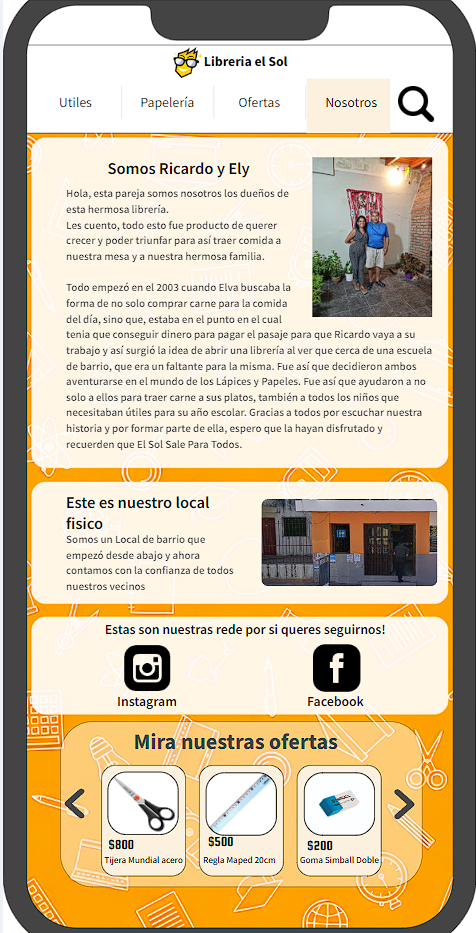 Libreria el Sol
Utiles
Papelería
Ofertas
Nosotros
Somos Ricardo y Ely
Hola, esta pareja somos nosotros los dueños de
esta hermosa librería.
Les cuento, todo esto fue producto de querer
crecer y poder triunfar para así traer comida a
nuestra mesa y a nuestra hermosa familia.
Todo empezó en el 2003 cuando Elva buscaba la
forma de no solo comprar carne para la comida
del día, sino que, estaba en el punto en el cual
tenia que conseguir dinero para pagar el pasaje para que Ricardo vaya a su
trabajo y así surgió la idea de abrir una librería al ver que cerca de una escuela
de barrio, que era un faltante para la misma. Fue así que decidieron ambos
aventurarse en el mundo de los Lápices y Papeles. Fue así que ayudaron a no
solo a ellos para traer carne a sus platos, también a todos los niños que
necesitaban útiles para su año escolar. Gracias a todos por escuchar nuestra
historia y por formar parte de ella, espero que la hayan disfrutado y
recuerden que El Sol Sale Para Todos.
Este es nuestro local
fisico
Somos un Local de barrio que
empezó desde abajo y ahora
contamos con la confianza de todos
nuestros vecinos
Estas son nuestras rede por si queres seguirnos!
Instagram
Facebook
Mira nuestras ofertas
$800
Tijera Mundial acero
$500
Regla Maped 20cm
$200
Goma Simball Doble